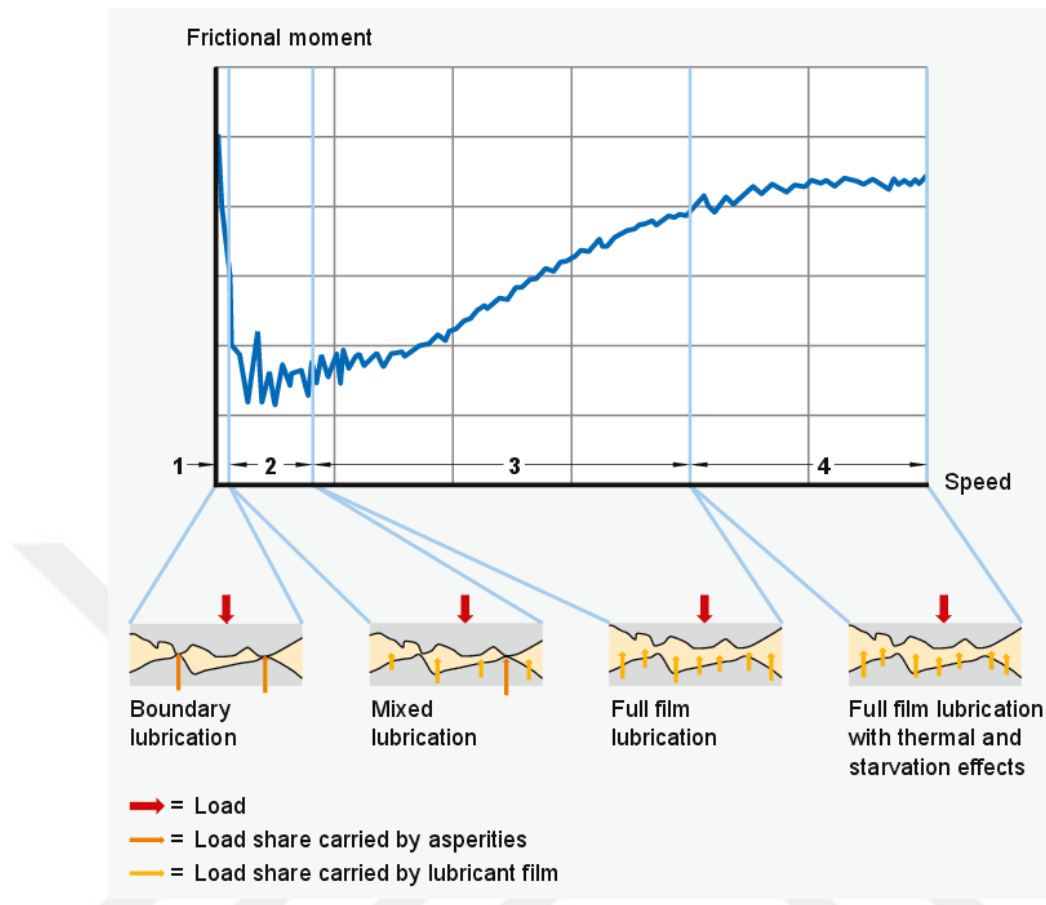 Frictional moment
1 2 3 4
Speed
Boundary
lubrication
Mixed
lubrication
Full film
lubrication
Full film lubrication
with thermal and
starvation effects
= Load
= Load share carried by asperities
= Load share carried by lubricant film